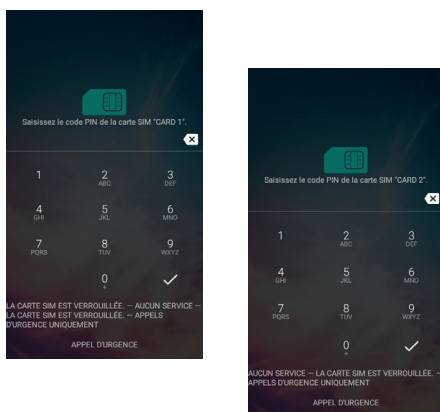 Saisissez le code PIN de la carte SIM "CARD 1".
1 2 3
ABC DEF
4 5 6
GHI JKL MNO
7 8 9
PQRS TUV WXYZ
0
+
LA CARTE SIM EST VERROUILLÉE. — AUCUN SERVICE —
LA CARTE SIM EST VERROUILLÉE. — APPELS
D'URGENCE UNIQUEMENT
APPEL D'URGENCE
Saisissez le code PIN de la carte SIM "CARD 2".
1 2 3
ABC DEF
4 5 6
GHI JKL MNO
7 8 9
PQRS TUV WXYZ
0
+
AUCUN SERVICE — LA CARTE SIM EST VERROUILLÉE. —
APPELS D'URGENCE UNIQUEMENT
APPEL D'URGENCE